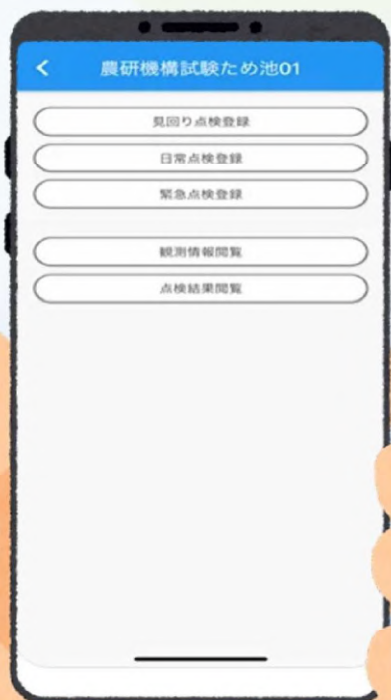 農研機構試験ため池01
見回り点検登録
日常点検登録
緊急点検登録
観測情報閲覧
点検結果閲覧